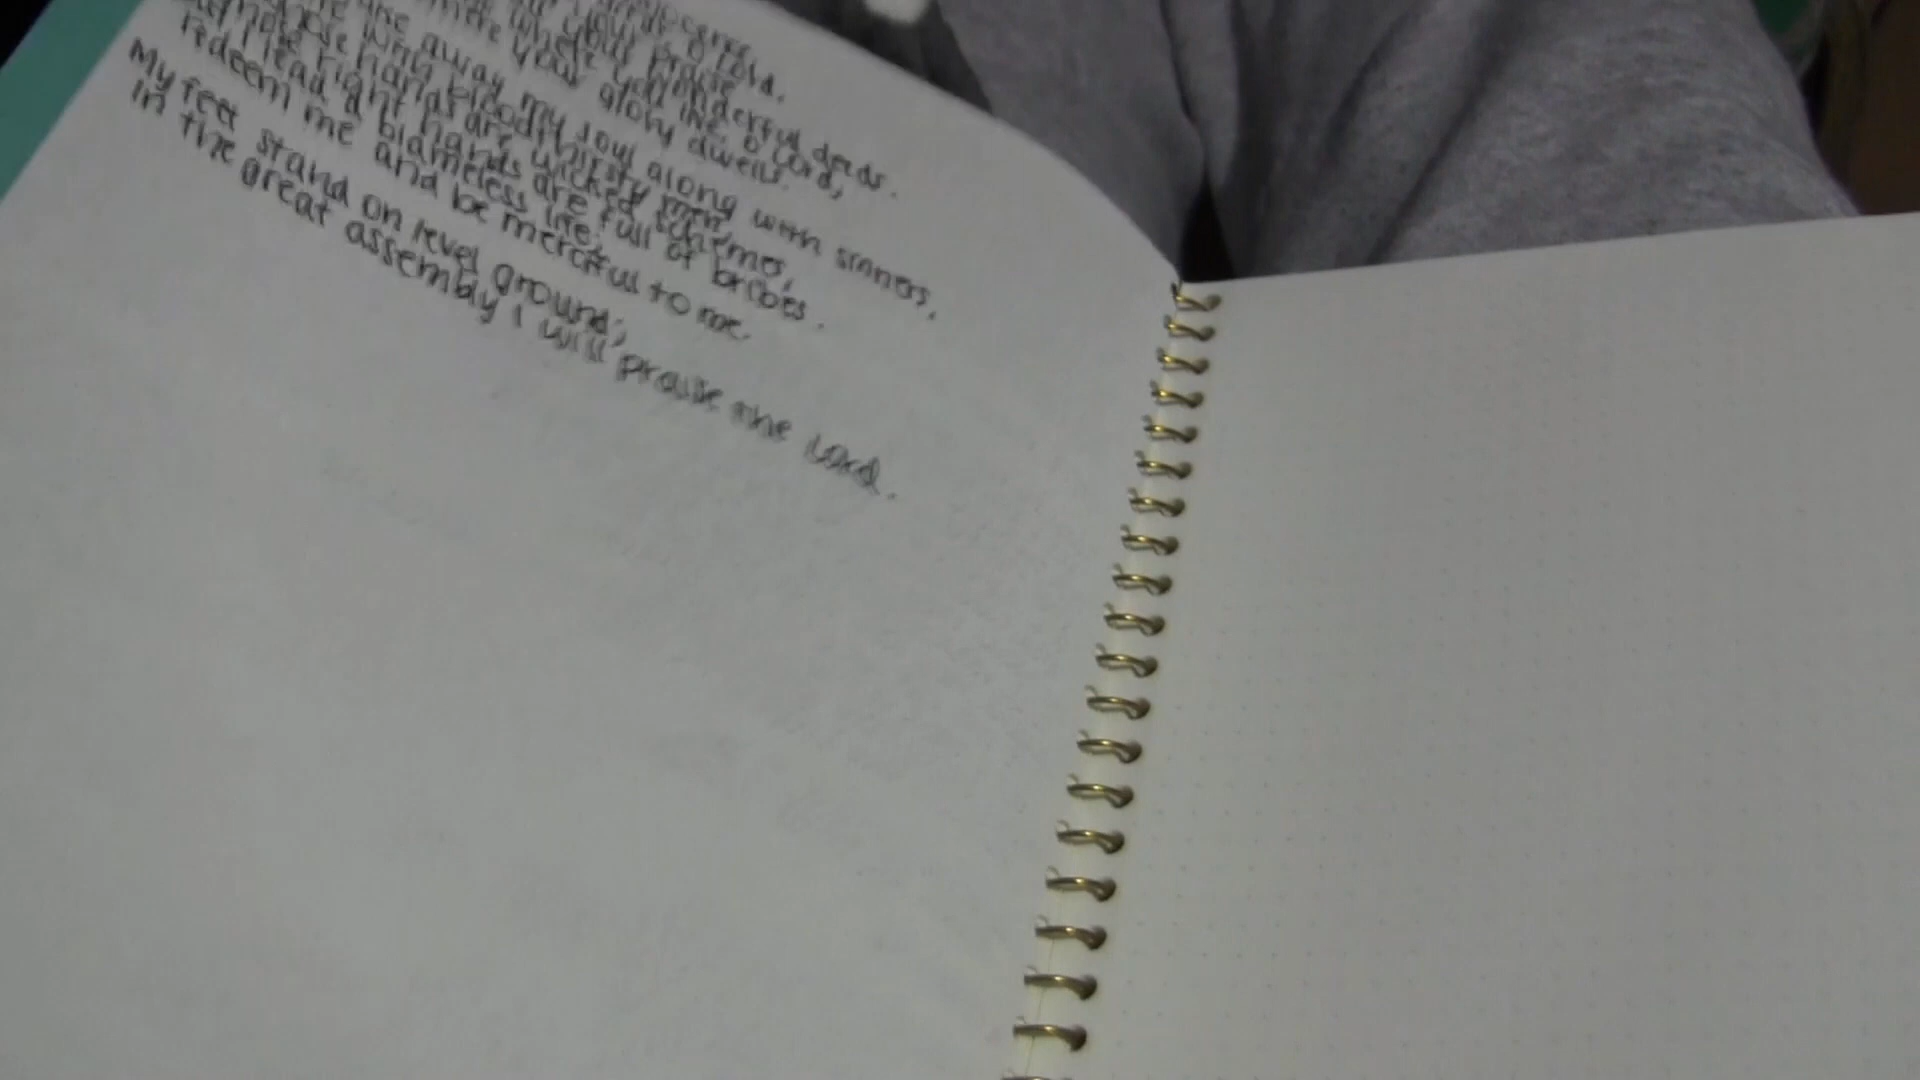 your praise
wonderful deeds.
where you live, O Lord,
where your glory dwells.
away my soul along with sinners,
with bloodthirsty men,
whose hands are wicked schemes,
right hands are full of bribes.
I lead a blameless life;
redeem me and be merciful to me.
My feet stand on level ground;
in the great assembly I will praise the Lord.